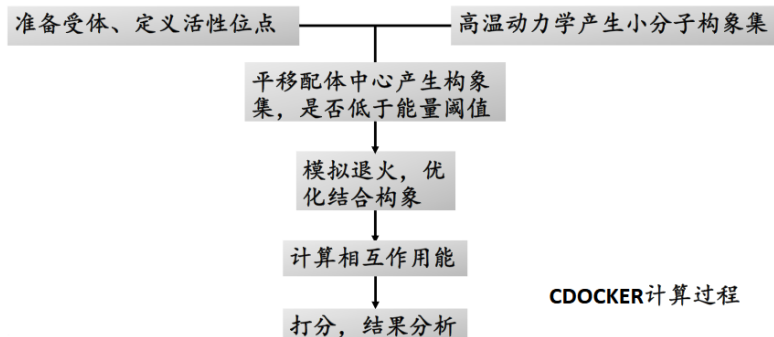 准备受体、定义活性位点
高温动力学产生小分子构象集
平移配体中心产生构象
集，是否低于能量阈值
模拟退火，优
化结合构象
计算相互作用能
CDOCKER计算过程
打分，结果分析